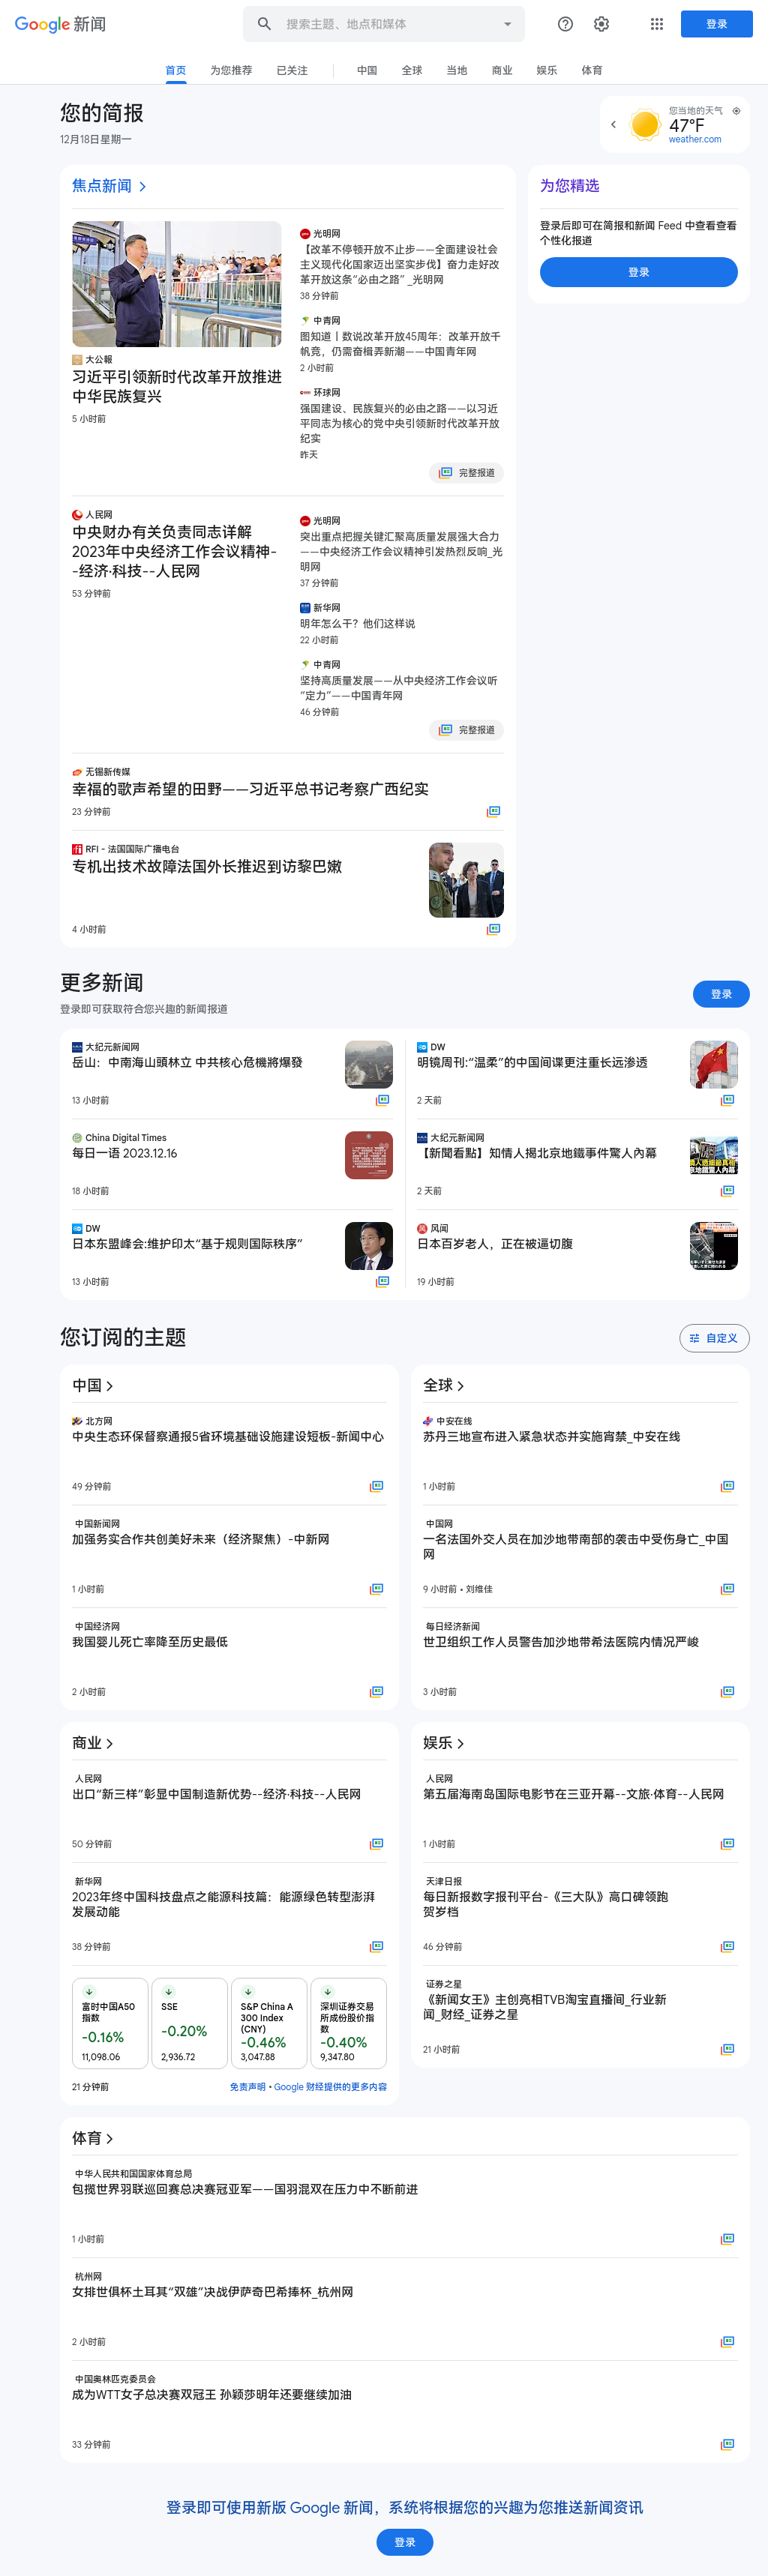 Google 新闻
搜索主题、地点和媒体
登录
首页
为您推荐
已关注
中国
全球
当地
商业
娱乐
体育
您的简报
12月18日星期一
您当地的天气
47°F
weather.com
焦点新闻
大公報
习近平引领新时代改革开放推进
中华民族复兴
5 小时前
光明网
【改革不停顿开放不止步——全面建设社会
主义现代化国家迈出坚实步伐】奋力走好改
革开放这条“必由之路” _光明网
38 分钟前
中青网
图知道丨数说改革开放45周年：改革开放千
帆竞，仍需奋楫弄新潮——中国青年网
2 小时前
环球网
强国建设、民族复兴的必由之路——以习近
平同志为核心的党中央引领新时代改革开放
纪实
昨天
完整报道
人民网
中央财办有关负责同志详解
2023年中央经济工作会议精神-
-经济·科技--人民网
53 分钟前
光明网
突出重点把握关键汇聚高质量发展强大合力
——中央经济工作会议精神引发热烈反响_光
明网
37 分钟前
新华网
明年怎么干？他们这样说
22 小时前
中青网
坚持高质量发展——从中央经济工作会议听
“定力”——中国青年网
46 分钟前
完整报道
无锡新传媒
幸福的歌声希望的田野——习近平总书记考察广西纪实
23 分钟前
RFI - 法国国际广播电台
专机出技术故障法国外长推迟到访黎巴嫩
4 小时前
为您精选
登录后即可在简报和新闻 Feed 中查看查看
个性化报道
登录
更多新闻
登录即可获取符合您兴趣的新闻报道
登录
大纪元新闻网
岳山：中南海山頭林立 中共核心危機將爆發
13 小时前
China Digital Times
每日一语 2023.12.16
18 小时前
DW
日本东盟峰会:维护印太“基于规则国际秩序”
13 小时前
DW
明镜周刊:“温柔”的中国间谍更注重长远渗透
2 天前
大纪元新闻网
【新聞看點】知情人揭北京地鐵事件驚人內幕
2 天前
风闻
日本百岁老人，正在被逼切腹
19 小时前
您订阅的主题
自定义
中国
北方网
中央生态环保督察通报5省环境基础设施建设短板-新闻中心
49 分钟前
中国新闻网
加强务实合作共创美好未来（经济聚焦）-中新网
1 小时前
中国经济网
我国婴儿死亡率降至历史最低
2 小时前
全球
中安在线
苏丹三地宣布进入紧急状态并实施宵禁_中安在线
1 小时前
中国网
一名法国外交人员在加沙地带南部的袭击中受伤身亡_中国
网
9 小时前 • 刘维佳
每日经济新闻
世卫组织工作人员警告加沙地带希法医院内情况严峻
3 小时前
商业
人民网
出口“新三样”彰显中国制造新优势--经济·科技--人民网
50 分钟前
新华网
2023年终中国科技盘点之能源科技篇：能源绿色转型澎湃
发展动能
38 分钟前
富时中国A50
指数
-0.16%
11,098.06
SSE
-0.20%
2,936.72
S&P China A
300 Index
(CNY)
-0.46%
3,047.88
深圳证券交易
所成份股价指
数
-0.40%
9,347.80
21 分钟前
免责声明 • Google 财经提供的更多内容
娱乐
人民网
第五届海南岛国际电影节在三亚开幕--文旅·体育--人民网
1 小时前
天津日报
每日新报数字报刊平台-《三大队》高口碑领跑
贺岁档
46 分钟前
证券之星
《新闻女王》主创亮相TVB淘宝直播间_行业新
闻_财经_证券之星
21 小时前
体育
中华人民共和国国家体育总局
包揽世界羽联巡回赛总决赛冠亚军——国羽混双在压力中不断前进
1 小时前
杭州网
女排世俱杯土耳其“双雄”决战伊萨奇巴希捧杯_杭州网
2 小时前
中国奥林匹克委员会
成为WTT女子总决赛双冠王 孙颖莎明年还要继续加油
33 分钟前
登录即可使用新版 Google 新闻，系统将根据您的兴趣为您推送新闻资讯
登录